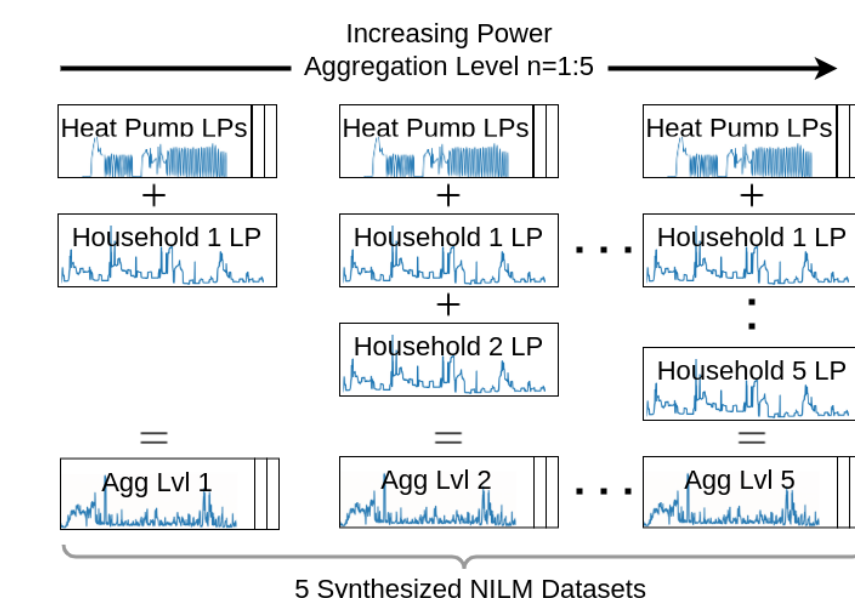 Increasing Power
Aggregation Level n=1:5
Heat Pump LPs
Heat Pump LPs
Heat Pump LPs
+
+
+
Household 1 LP
Household 1 LP
. . .
Household 1 LP
+
:
Household 2 LP
Household 5 LP
=
=
=
Agg Lvl 1
Agg Lvl 2
. . .
Agg Lvl 5
5 Synthesized NILM Datasets